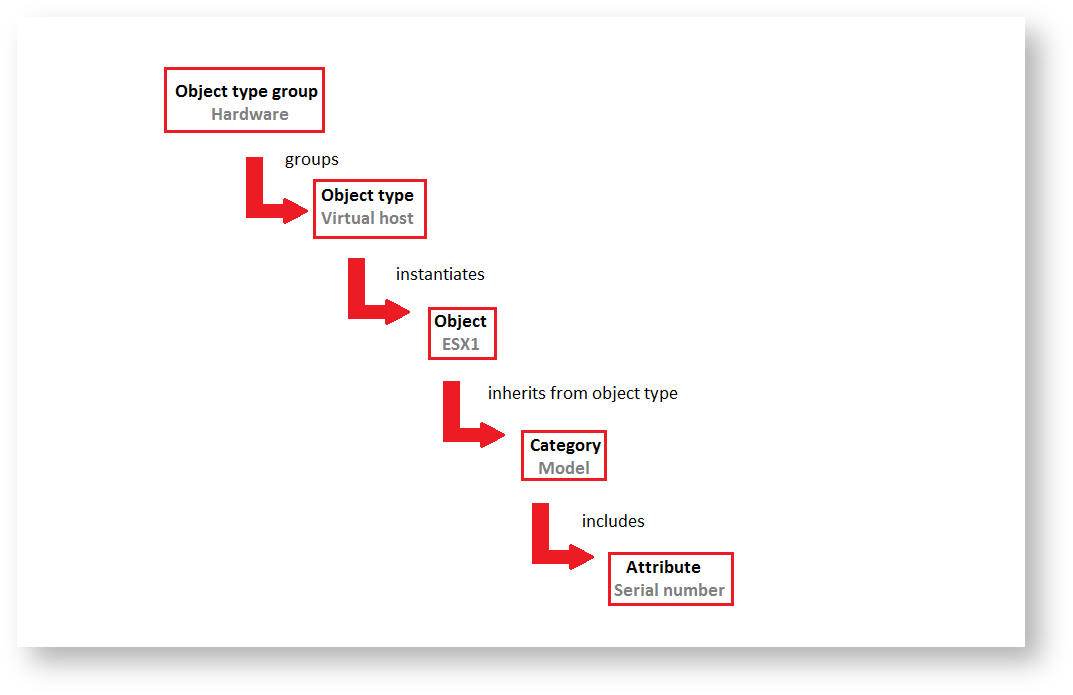 Object type group
Hardware
groups
Object type
Virtual host
instantiates
Object
ESX1
inherits from object type
Category
Model
includes
Attribute
Serial number